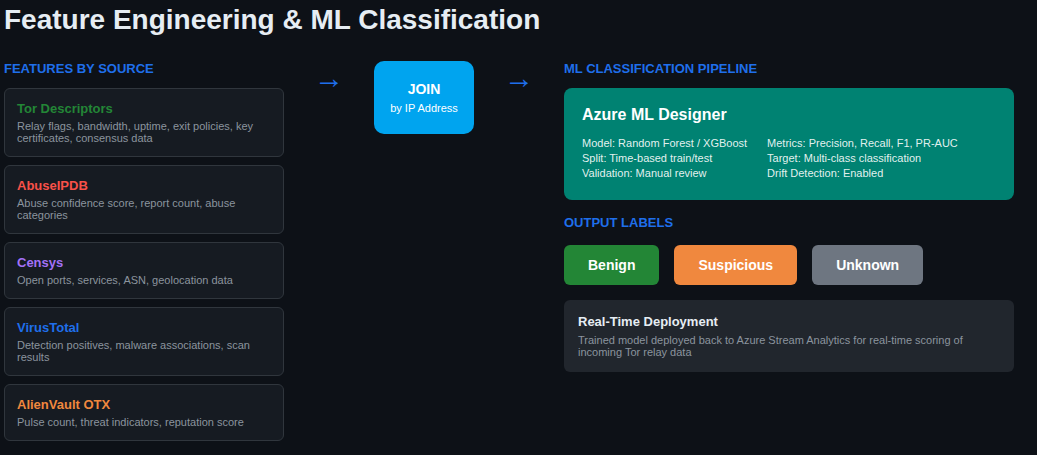 Feature Engineering & ML Classification
FEATURES BY SOURCE
Tor Descriptors
Relay flags, bandwidth, uptime, exit policies, key
certificates, consensus data
AbuseIPDB
Abuse confidence score, report count, abuse
categories
Censys
Open ports, services, ASN, geolocation data
VirusTotal
Detection positives, malware associations, scan
results
AlienVault OTX
Pulse count, threat indicators, reputation score
→
JOIN
by IP Address
→
ML CLASSIFICATION PIPELINE
Azure ML Designer
Model: Random Forest / XGBoost
Split: Time-based train/test
Validation: Manual review
Metrics: Precision, Recall, F1, PR-AUC
Target: Multi-class classification
Drift Detection: Enabled
OUTPUT LABELS
Benign
Suspicious
Unknown
Real-Time Deployment
Trained model deployed back to Azure Stream Analytics for real-time scoring of
incoming Tor relay data